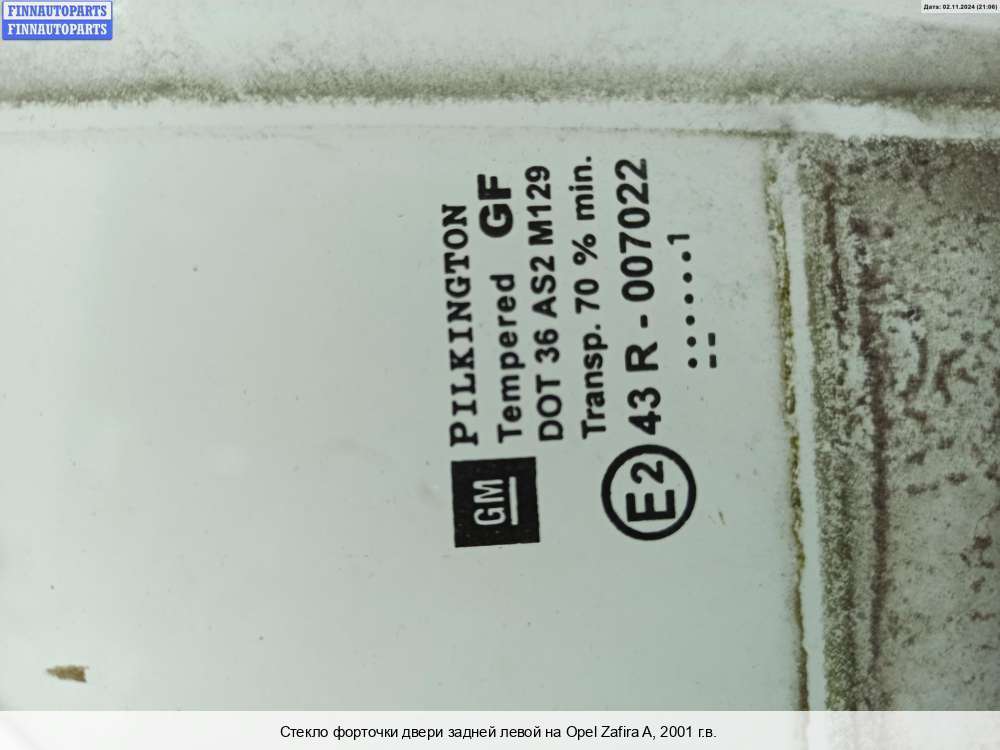 FINNAUTOPARTS
FINNAUTOPARTS
Дата: 02.11.2024 (21:06)
PILKINGTON
Tempered GF
DOT 36 AS2 M129
Transp. 70 % min.
GM
E2 43 R - 007022
......1
Стекло форточки двери задней левой на Opel Zafira A, 2001 г.в.